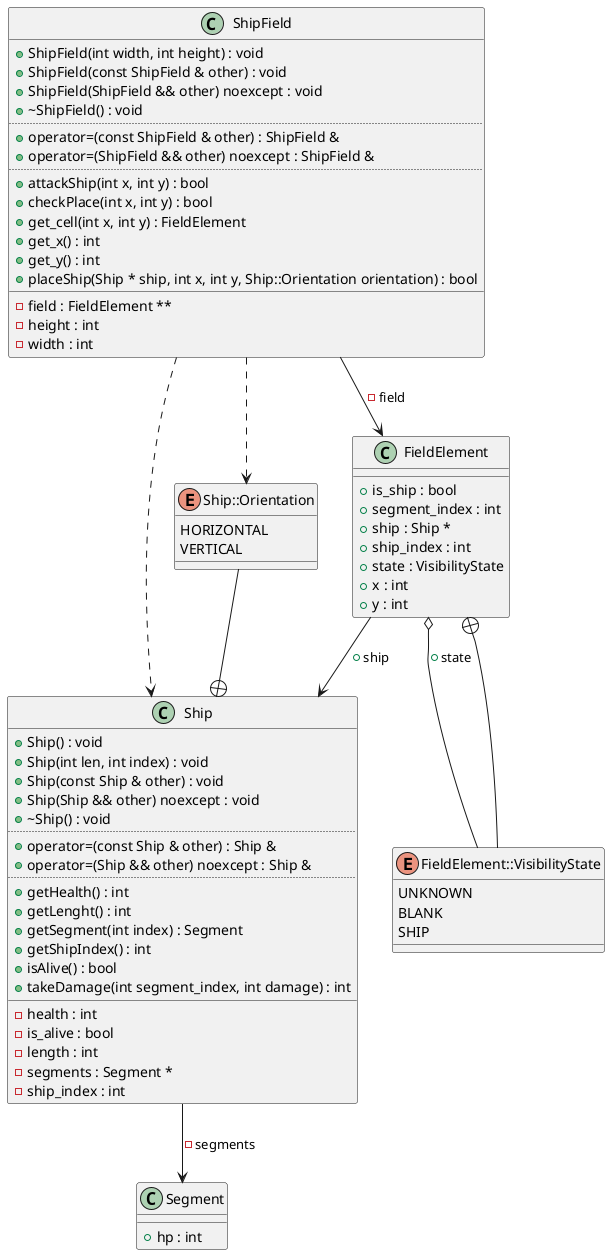 C ShipField
ShipField(int width, int height) : void
ShipField(const ShipField & other) : void
ShipField(ShipField && other) noexcept : void
~ShipField() : void
operator=(const ShipField & other) : ShipField &
operator=(ShipField && other) noexcept : ShipField &
attackShip(int x, int y) : bool
checkPlace(int x, int y) : bool
get_cell(int x, int y) : FieldElement
get_x() : int
get_y() : int
placeShip(Ship * ship, int x, int y, Ship::Orientation orientation) : bool
field : FieldElement **
height : int
width : int
field
E Ship::Orientation
HORIZONTAL
VERTICAL
C FieldElement
is_ship : bool
segment_index : int
ship : Ship *
ship_index : int
state : VisibilityState
x : int
y : int
ship
state
C Ship
Ship() : void
Ship(int len, int index) : void
Ship(const Ship & other) : void
Ship(Ship && other) noexcept : void
~Ship() : void
operator=(const Ship & other) : Ship &
operator=(Ship && other) noexcept : Ship &
getHealth() : int
getLenght() : int
getSegment(int index) : Segment
getShipIndex() : int
isAlive() : bool
takeDamage(int segment_index, int damage) : int
health : int
is_alive : bool
length : int
segments : Segment *
ship_index : int
E FieldElement::VisibilityState
UNKNOWN
BLANK
SHIP
segments
C Segment
hp : int